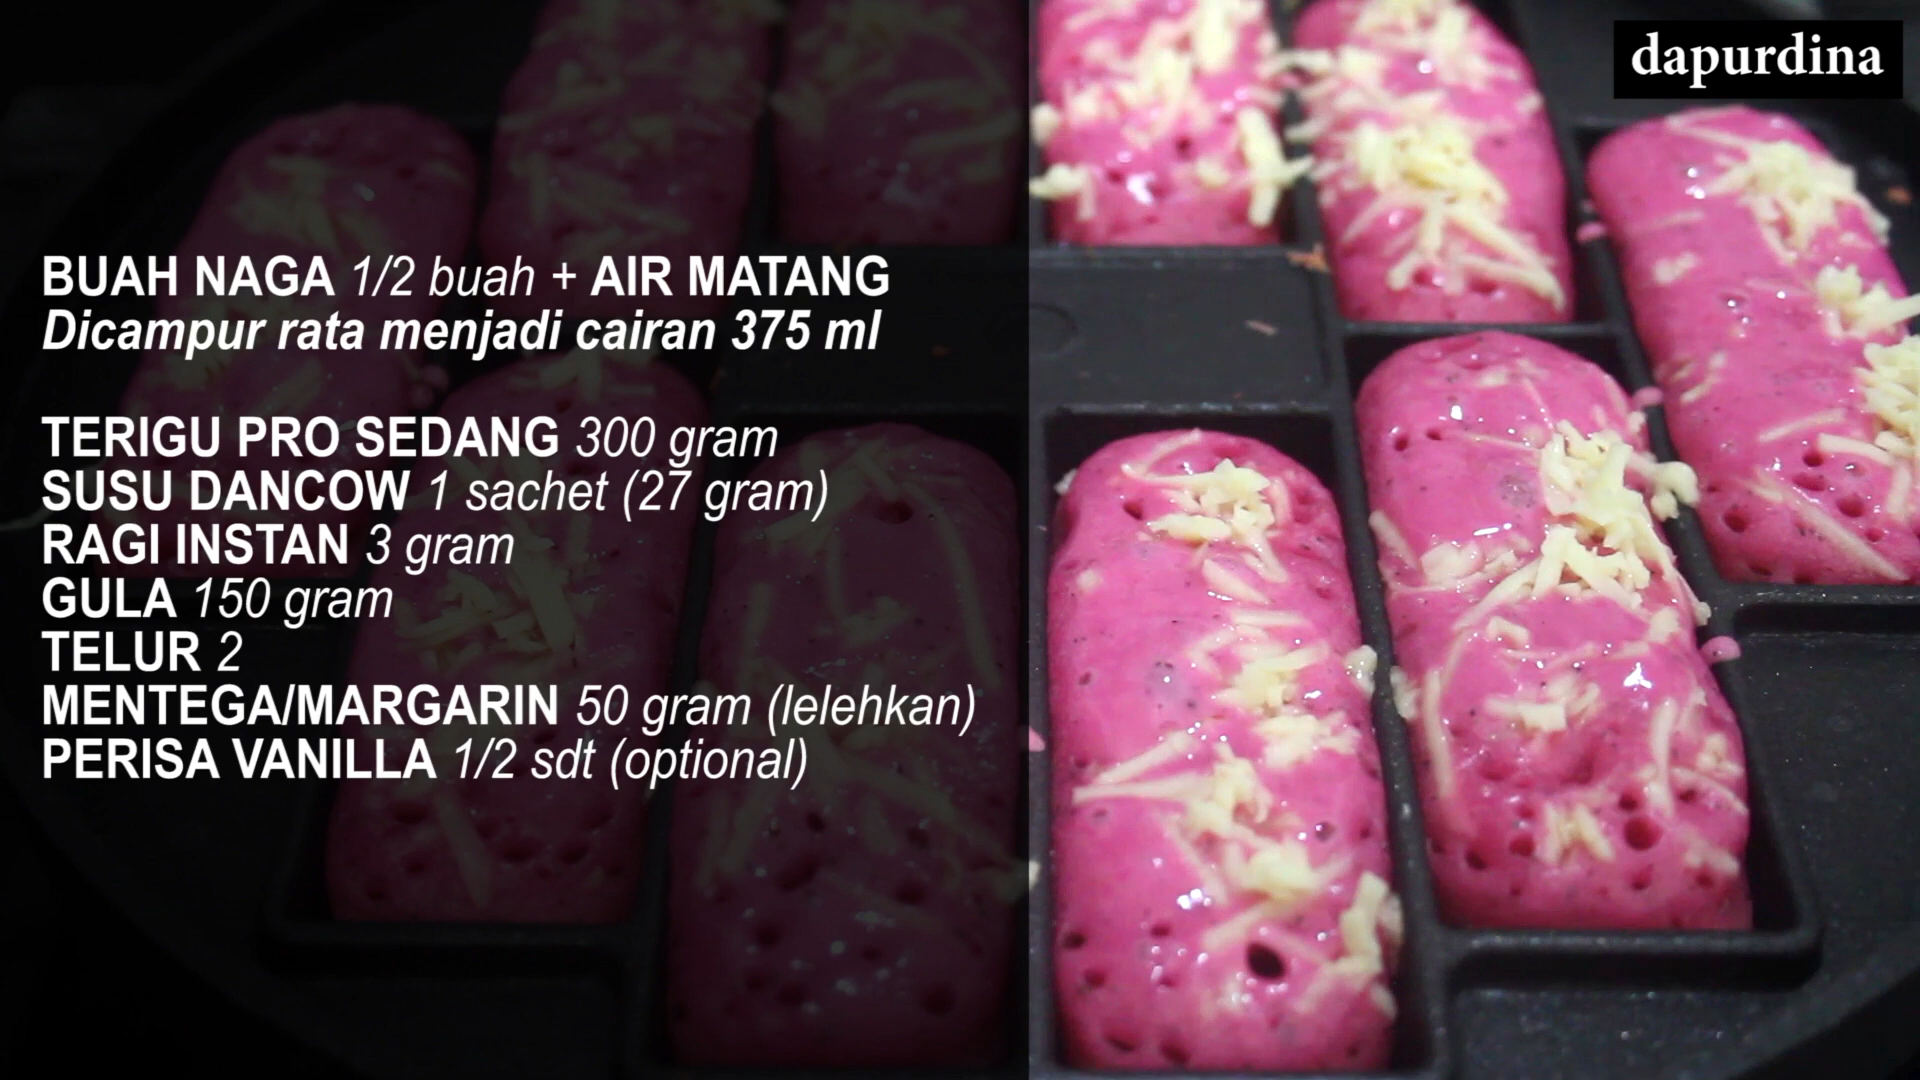 dapurdina
BUAH NAGA 1/2 buah + AIR MATANG
Dicampur rata menjadi cairan 375 ml
TERIGU PRO SEDANG 300 gram
SUSU DANCOW 1 sachet (27 gram)
RAGI INSTAN 3 gram
GULA 150 gram
TELUR 2
MENTEGA/MARGARIN 50 gram (lelehkan)
PERISA VANILLA 1/2 sdt (optional)